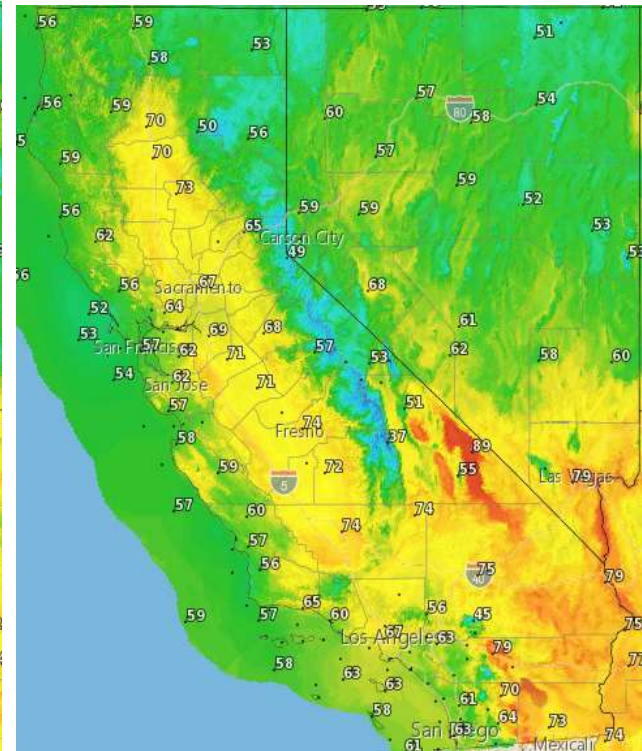 56 59 53 51
58
57 54
56 59 60 80 58
70 50 56
59 70 57
73 59 52
56 65 59 59 53
62 Carson City
49
56 Sacramento 67 68
52 64 61
53 69 68
San Francisco 57 62 71 57 53 62 58 60
54 62 71
San Jose
57 51
58 74
Fresno 37 89
59 72 55 Las Vegas 79
5
57 60 74
57 74
56 75
40 79
65 56
59 57 60 45 75
67
Los Angeles 63 79
58 63 77
63 61 70
58 64 73
San Diego 63 74
61 Mexicali